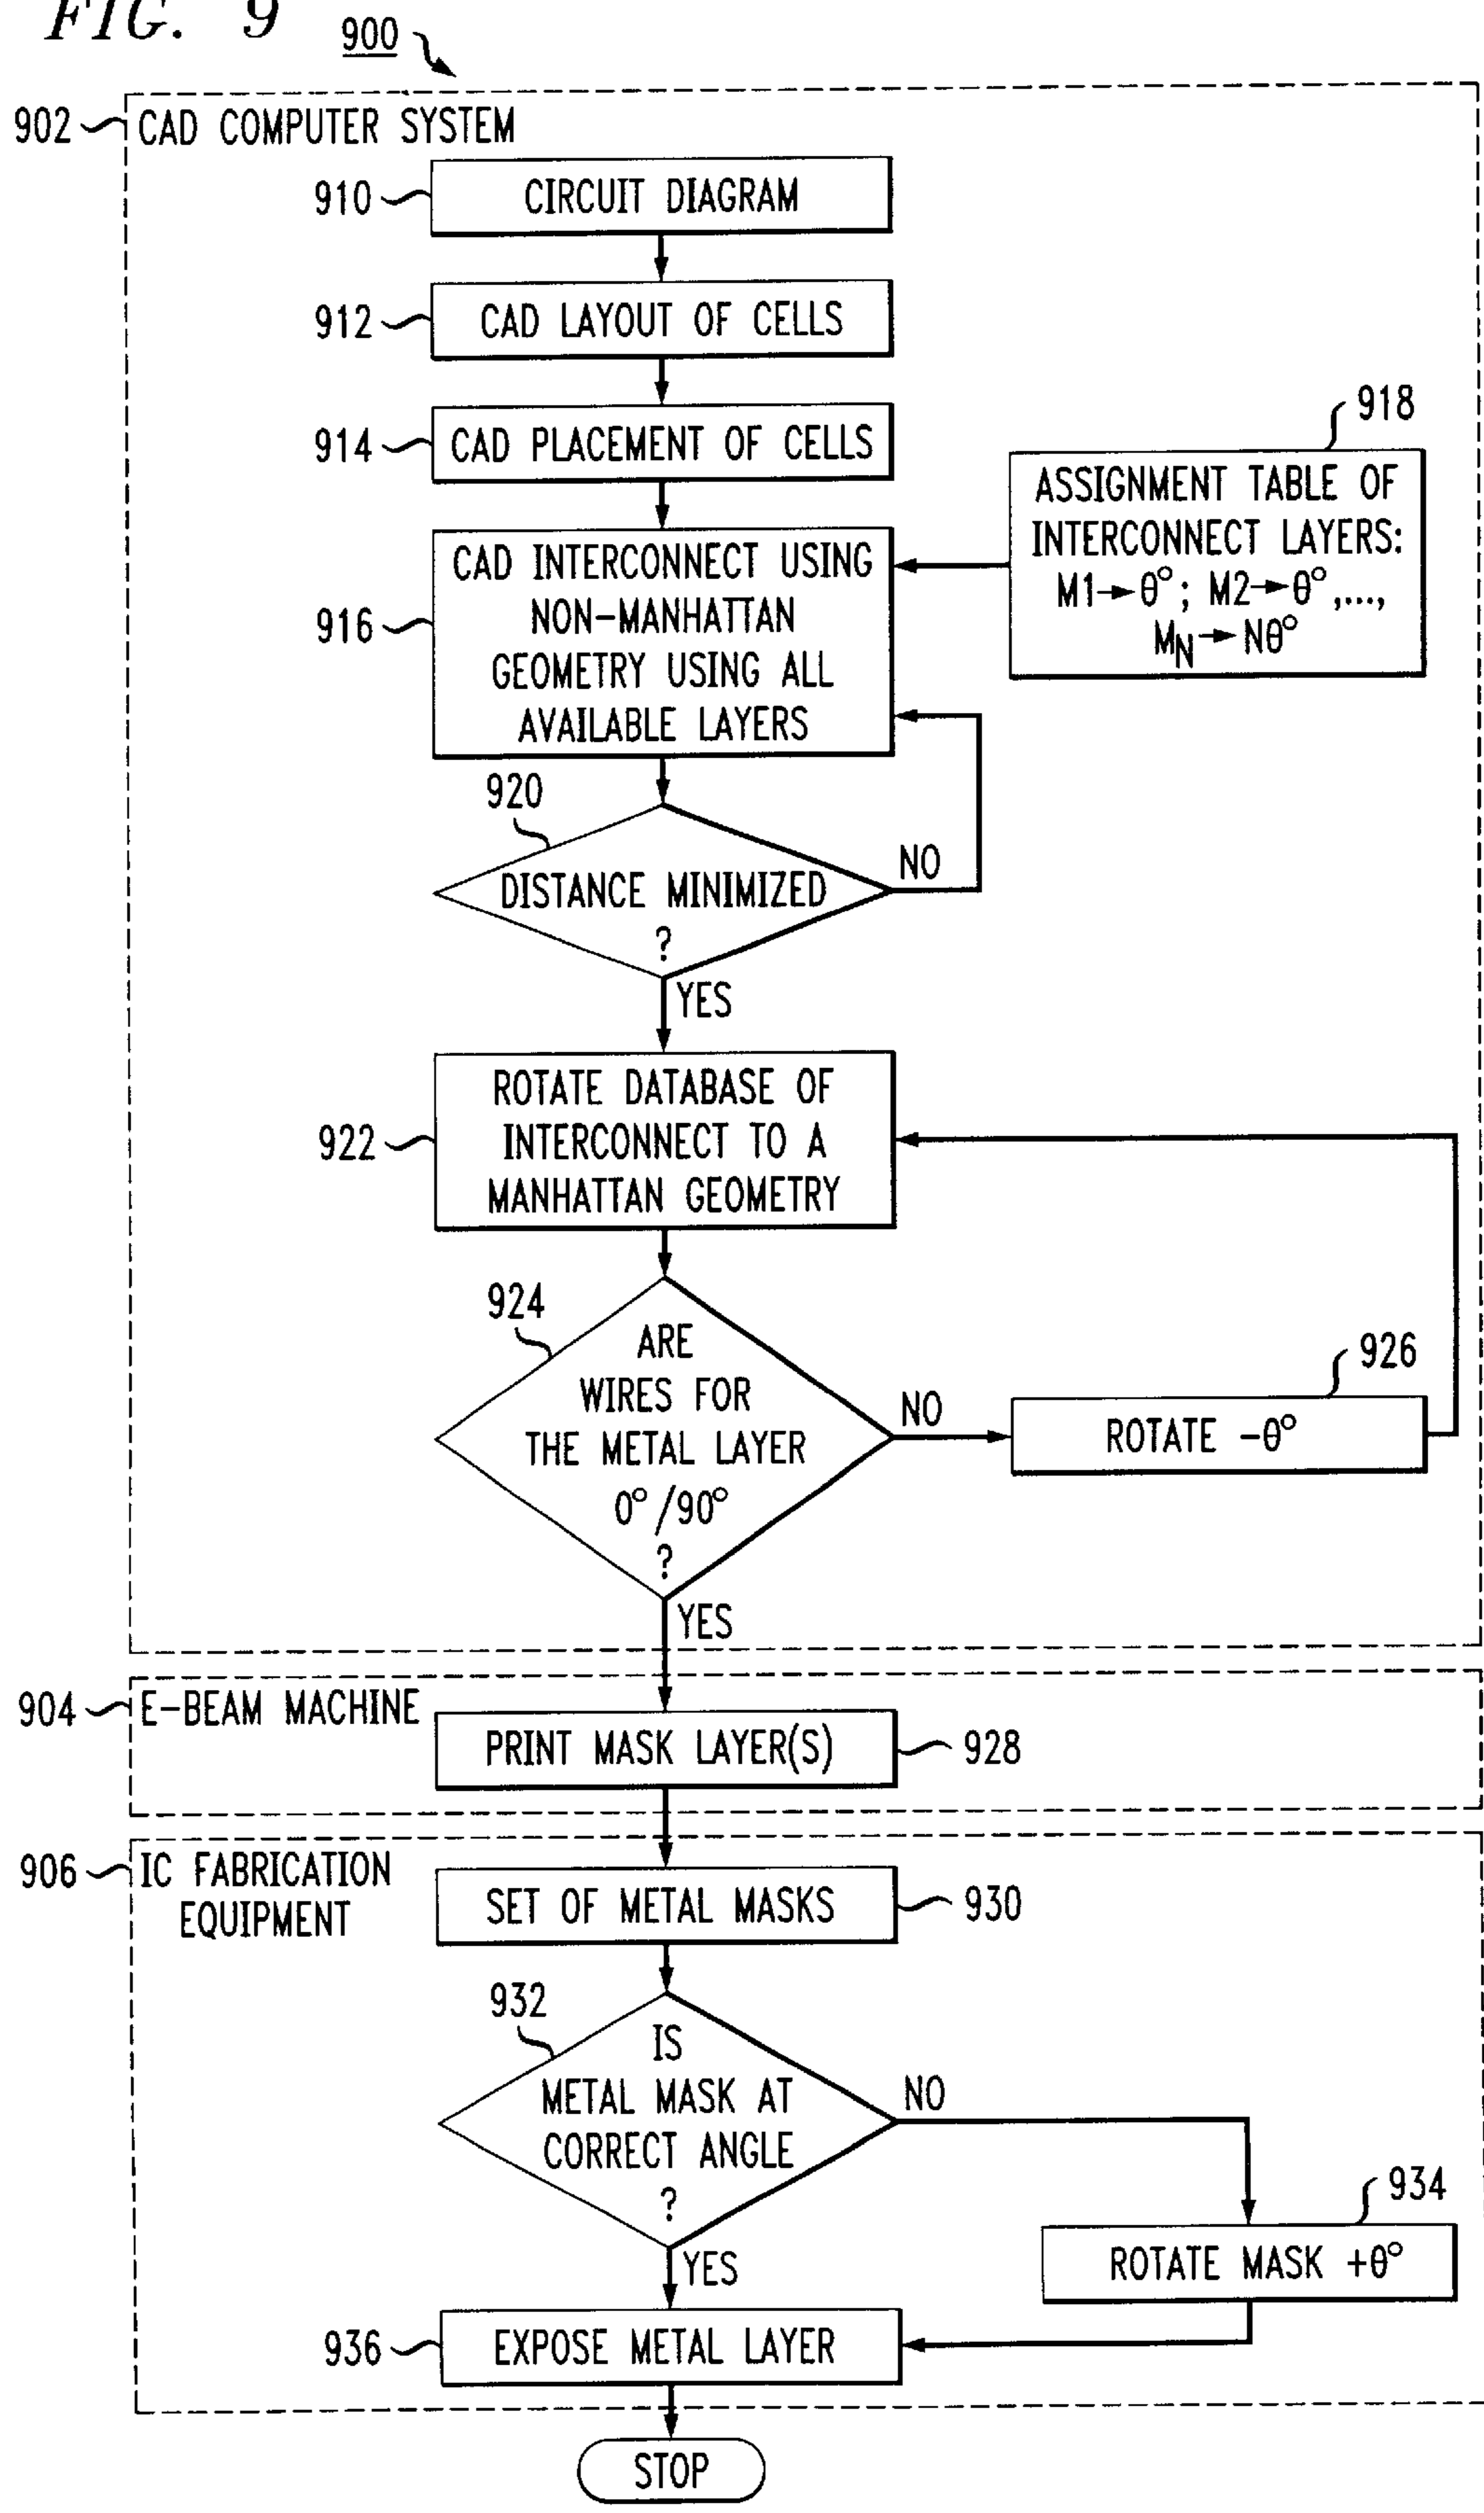 FIG. 9
900
902
CAD COMPUTER SYSTEM
910
CIRCUIT DIAGRAM
912
CAD LAYOUT OF CELLS
914
CAD PLACEMENT OF CELLS
918
ASSIGNMENT TABLE OF
INTERCONNECT LAYERS:
M1→θ°; M2→θ°,...,
MN→Nθ°
916
CAD INTERCONNECT USING
NON-MANHATTAN
GEOMETRY USING ALL
AVAILABLE LAYERS
920
DISTANCE MINIMIZED
?
NO
YES
922
ROTATE DATABASE OF
INTERCONNECT TO A
MANHATTAN GEOMETRY
924
ARE
WIRES FOR
THE METAL LAYER
0°/90°
?
NO
926
ROTATE -θ°
YES
904
E-BEAM MACHINE
PRINT MASK LAYER(S)
928
906
IC FABRICATION
EQUIPMENT
SET OF METAL MASKS
930
932
IS
METAL MASK AT
CORRECT ANGLE
?
NO
934
ROTATE MASK +θ°
YES
936
EXPOSE METAL LAYER
STOP